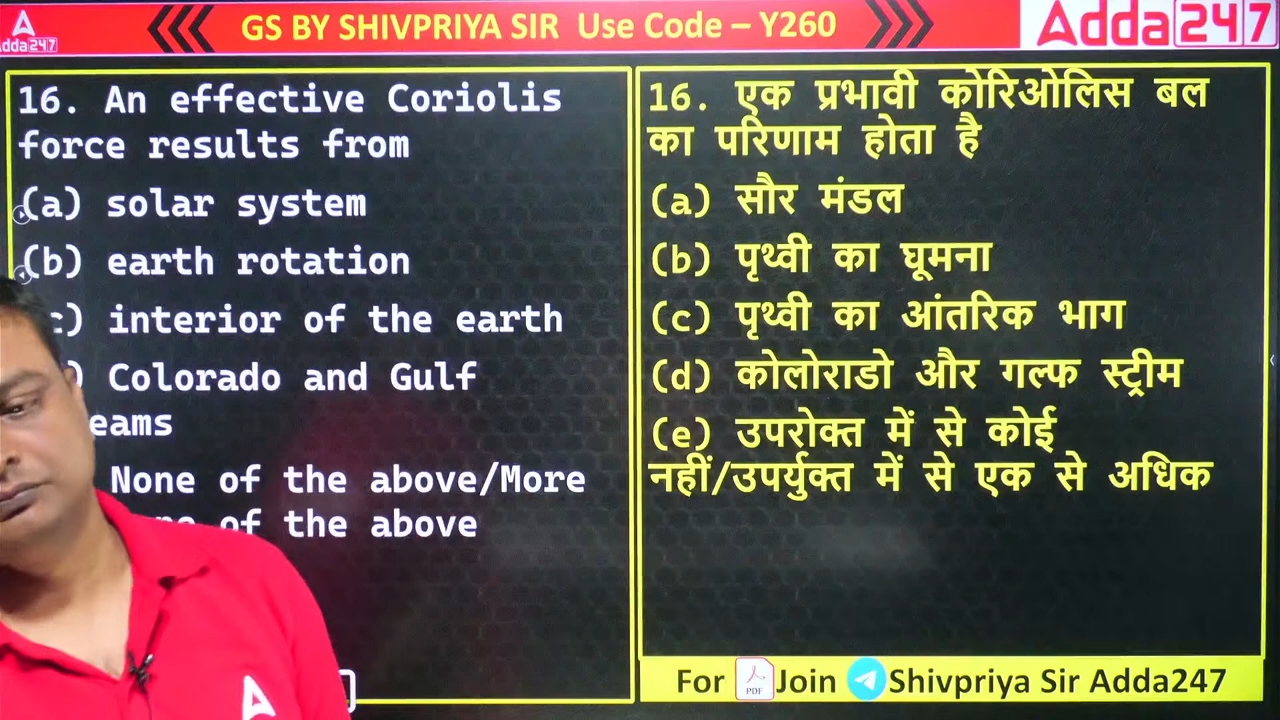 GS BY SHIVPRIYA SIR Use Code – Y260
Adda247
Adda247
16. An effective Coriolis
force results from
(a) solar system
(b) earth rotation
c) interior of the earth
) Colorado and Gulf
eams
None of the above/More
of the above
16. एक प्रभावी कोरिओलिस बल
का परिणाम होता है
(a) सौर मंडल
(b) पृथ्वी का घूमना
(c) पृथ्वी का आंतरिक भाग
(d) कोलोराडो और गल्फ स्ट्रीम
(e) उपरोक्त में से कोई
नहीं/उपर्युक्त में से एक से अधिक
For PDF Join Shivpriya Sir Adda247